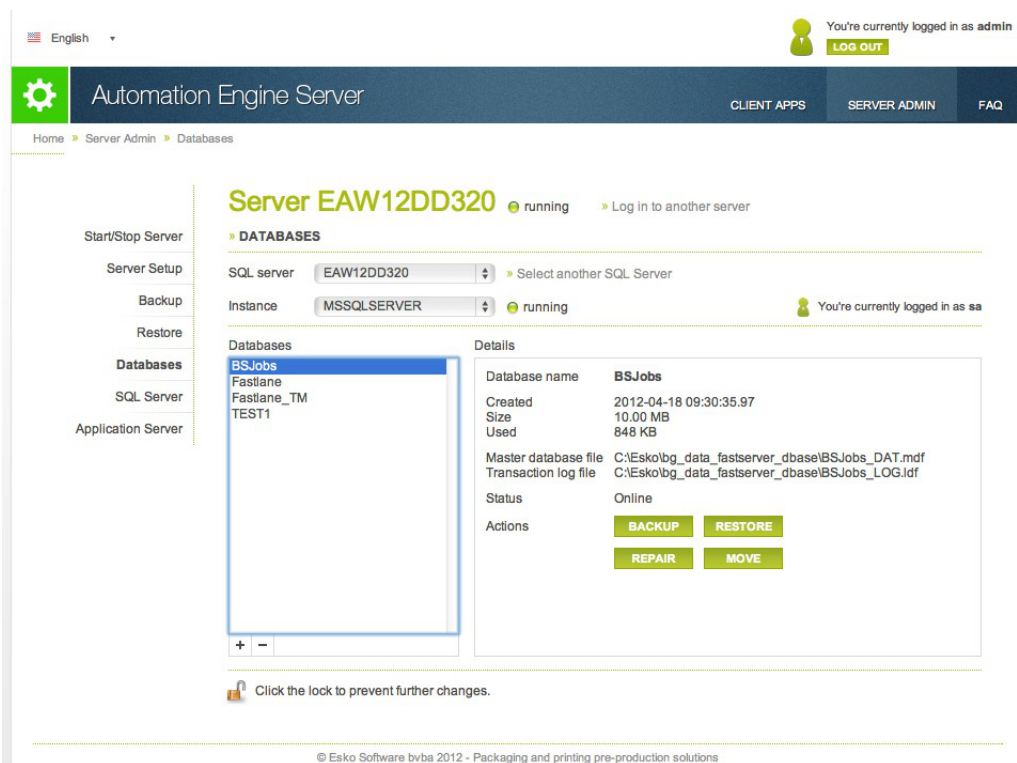 English
You're currently logged in as admin
LOG OUT
Automation Engine Server
CLIENT APPS
SERVER ADMIN
FAQ
Home » Server Admin » Databases
Start/Stop Server
Server Setup
Backup
Restore
Databases
SQL Server
Application Server
Server EAW12DD320 running » Log in to another server
» DATABASES
SQL server EAW12DD320 » Select another SQL Server
Instance MSSQLSERVER running You're currently logged in as sa
Databases
BSJobs
Fastlane
Fastlane_TM
TEST1
+ −
Details
Database name BSJobs
Created 2012-04-18 09:30:35.97
Size 10.00 MB
Used 848 KB
Master database file C:\Esko\bg_data_fastserver_dbase\BSJobs_DAT.mdf
Transaction log file C:\Esko\bg_data_fastserver_dbase\BSJobs_LOG.ldf
Status Online
Actions BACKUP RESTORE
REPAIR MOVE
Click the lock to prevent further changes.
© Esko Software bvba 2012 - Packaging and printing pre-production solutions